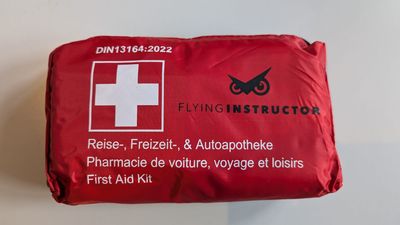 DIN13164:2022
FLYINGINSTRUCTOR
Reise-, Freizeit-, & Autoapotheke
Pharmacie de voiture, voyage et loisirs
First Aid Kit